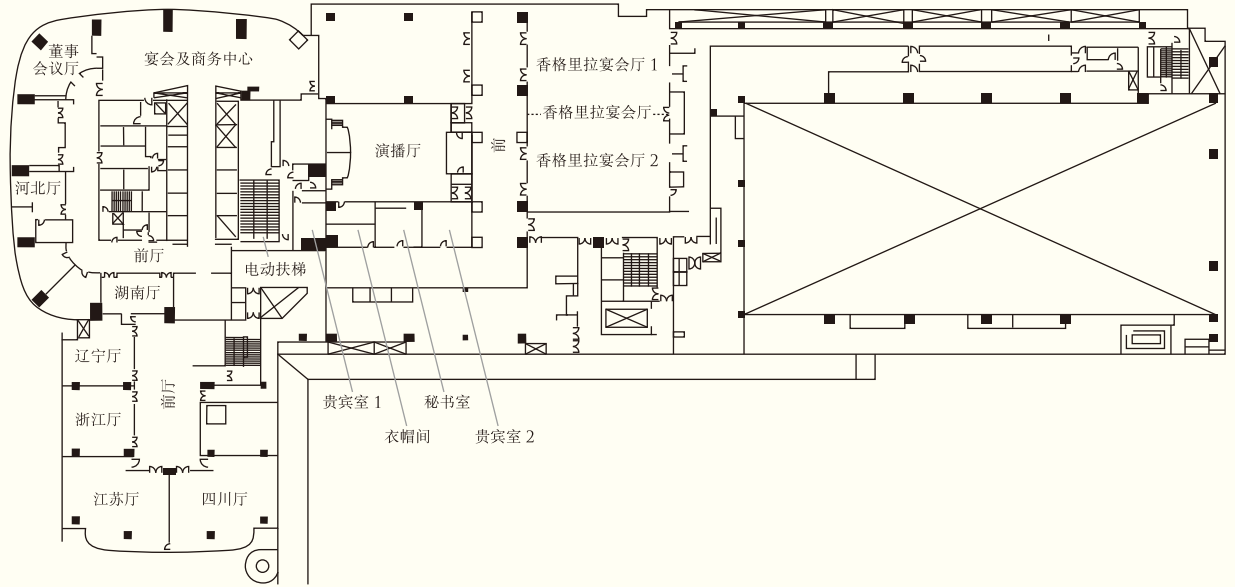 董事
会议厅
宴会及商务中心
香格里拉宴会厅 1
香格里拉宴会厅
香格里拉宴会厅 2
演播厅
前
河北厅
前厅
电动扶梯
湖南厅
辽宁厅
前厅
浙江厅
贵宾室 1
秘书室
衣帽间
贵宾室 2
江苏厅
四川厅